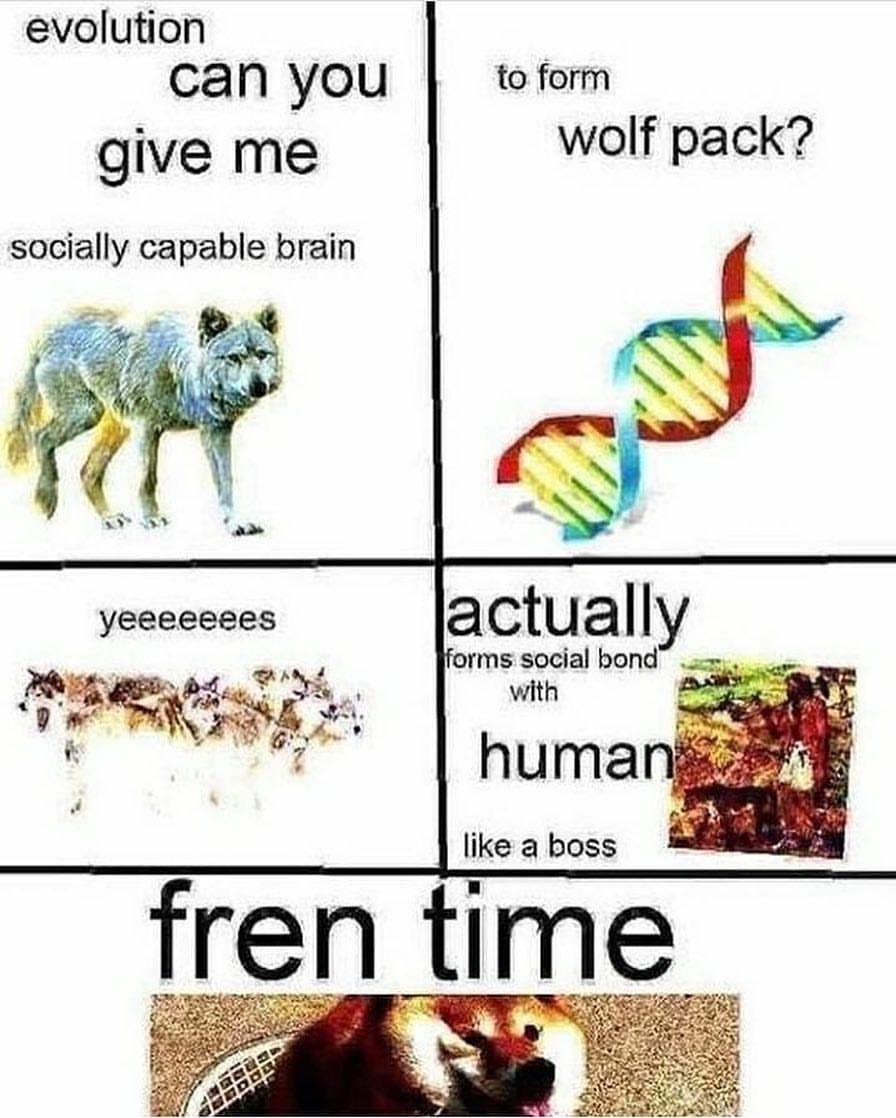 evolution
can you
give me
socially capable brain
to form
wolf pack?
yeeeeeees
actually
forms social bond
with
human
like a boss
fren time